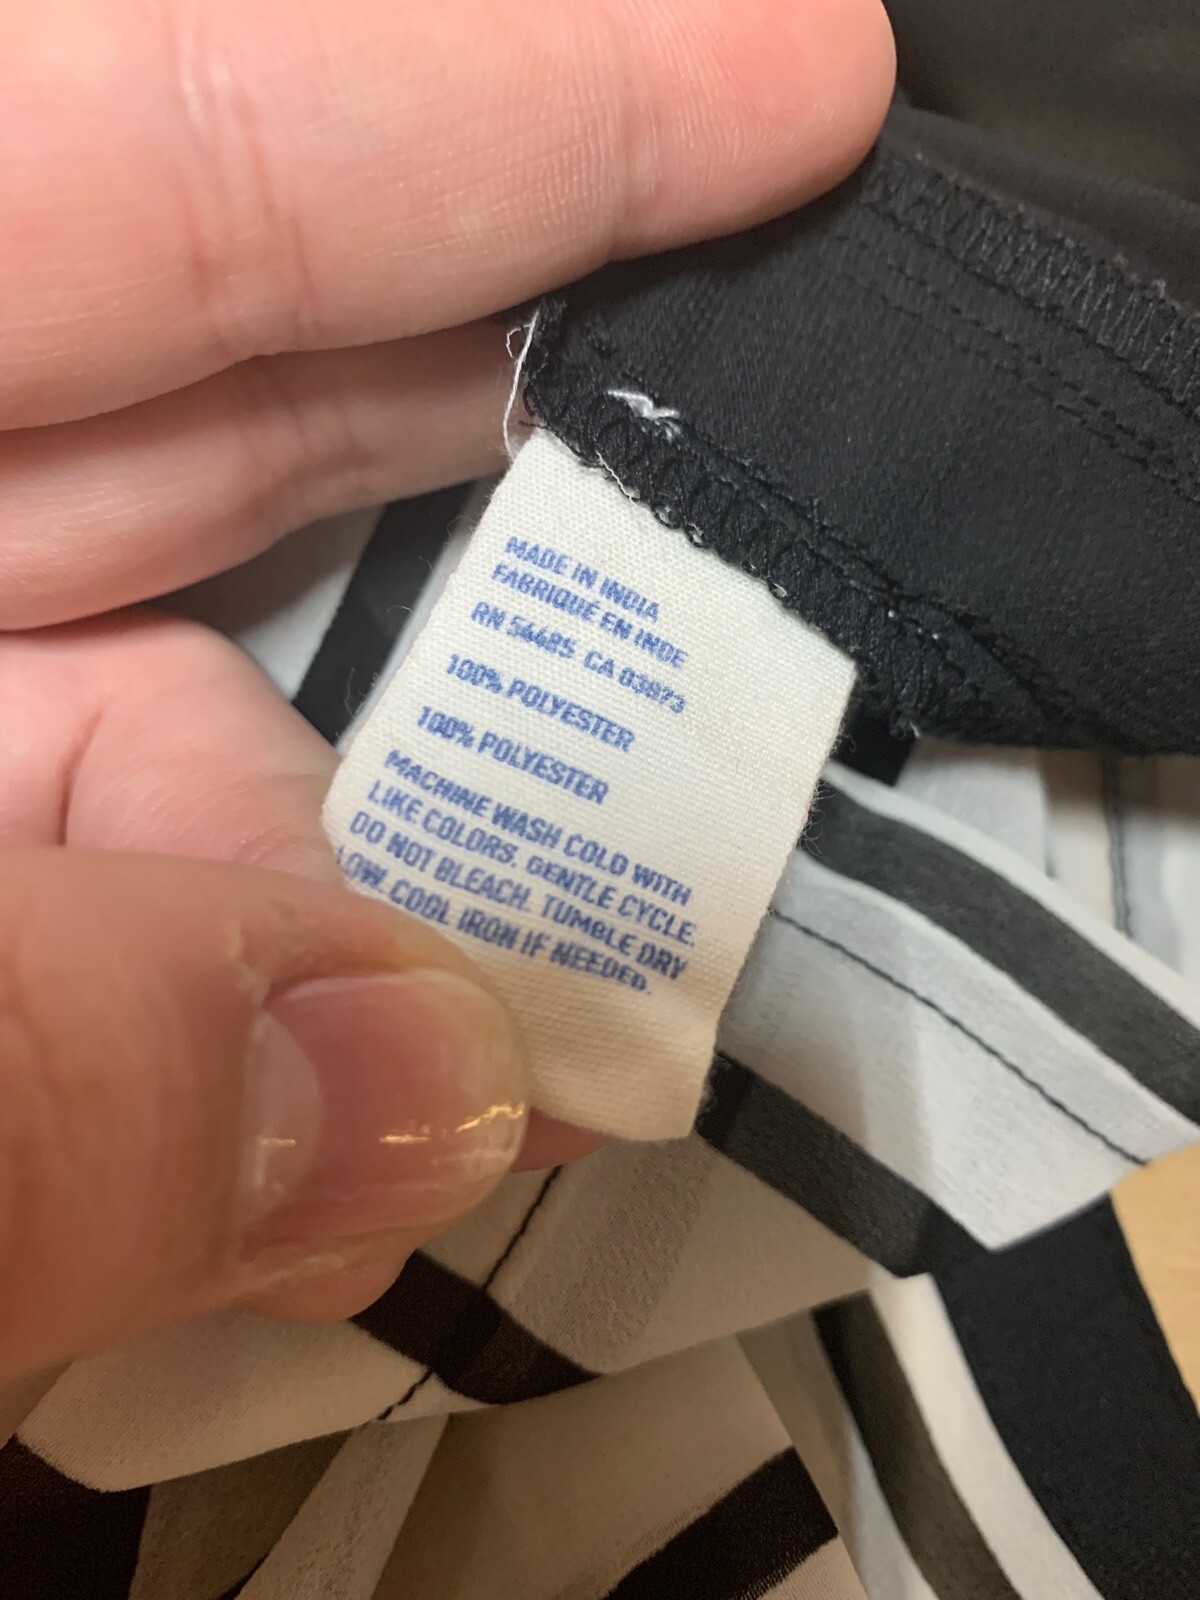 MADE IN INDIA
FABRIQUÉ EN INDE
RN 54485 CA 03873
100% POLYESTER
100% POLYESTER
MACHINE WASH COLD WITH
LIKE COLORS. GENTLE CYCLE.
DO NOT BLEACH. TUMBLE DRY
LOW. COOL IRON IF NEEDED.